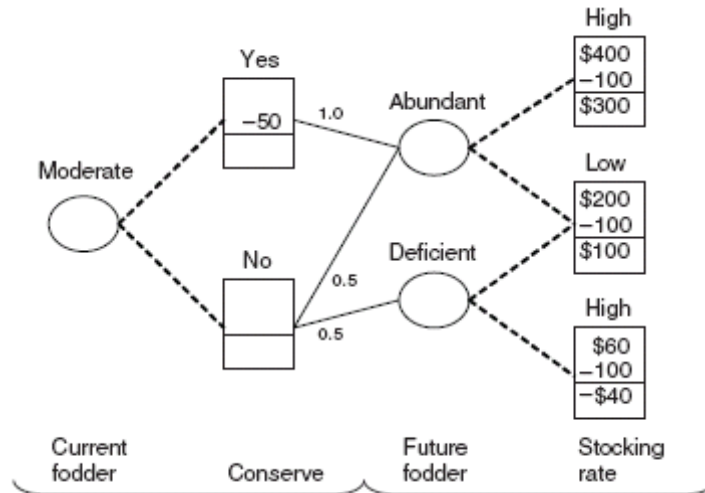 High
$400
−100
$300
Yes
−50
1.0
Abundant
Moderate
Low
$200
−100
$100
No
Deficient
0.5
0.5
High
$60
−100
−$40
Current
fodder
Conserve
Future
fodder
Stocking
rate